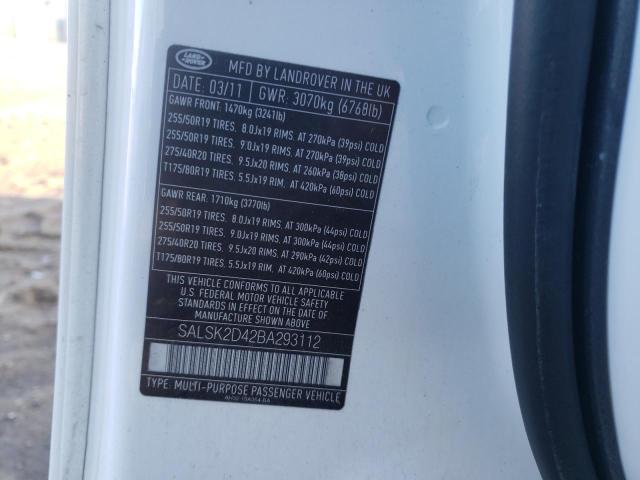 LAND ROVER
MFD BY LANDROVER IN THE UK
DATE: 03/11 GWR: 3070kg (6768lb)
GAWR FRONT: 1470kg (3241lb)
255/50R19 TIRES. 8.0Jx19 RIMS. AT 270kPa (39psi) COLD
255/50R19 TIRES. 9.0Jx19 RIMS. AT 270kPa (39psi) COLD
275/40R20 TIRES. 9.5Jx20 RIMS. AT 260kPa (38psi) COLD
T175/80R19 TIRES. 5.5Jx19 RIM. AT 420kPa (60psi) COLD
GAWR REAR: 1710kg (3770lb)
255/50R19 TIRES. 8.0Jx19 RIMS. AT 300kPa (44psi) COLD
255/50R19 TIRES. 9.0Jx19 RIMS. AT 300kPa (44psi) COLD
275/40R20 TIRES. 9.5Jx20 RIMS. AT 290kPa (42psi) COLD
T175/80R19 TIRES. 5.5Jx19 RIM. AT 420kPa (60psi) COLD
THIS VEHICLE CONFORMS TO ALL APPLICABLE
U.S. FEDERAL MOTOR VEHICLE SAFETY
STANDARDS IN EFFECT ON THE DATE OF
MANUFACTURE SHOWN ABOVE
SALSK2D42BA293112
TYPE: MULTI-PURPOSE PASSENGER VEHICLE